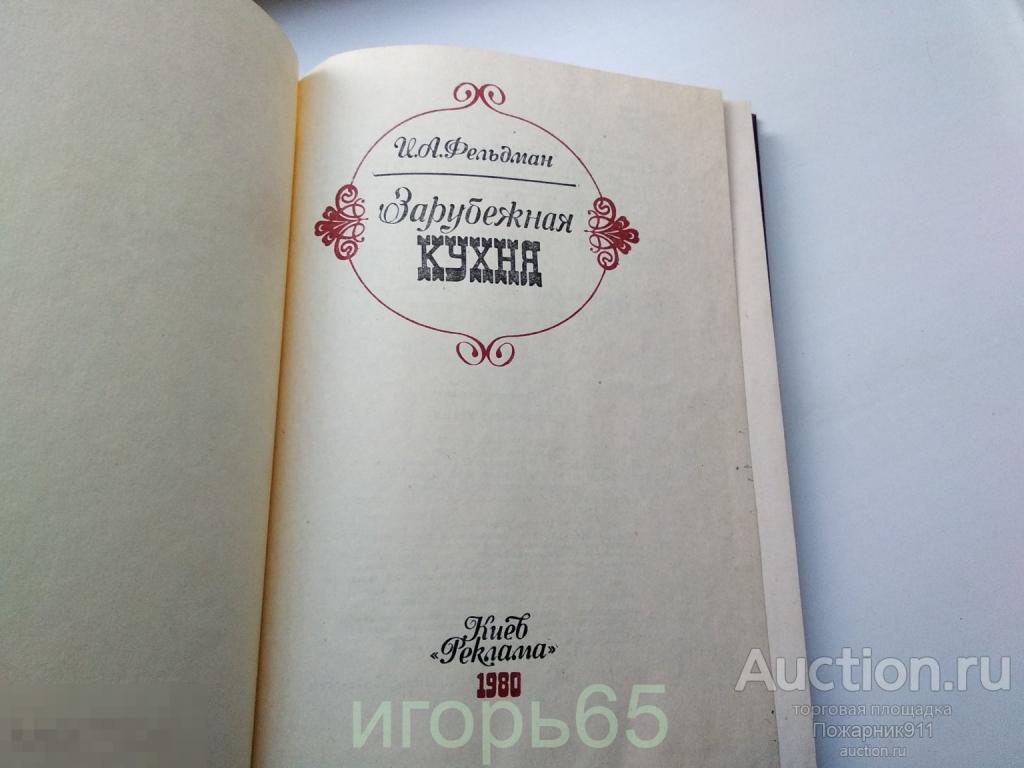 И.А.Фельдман
Зарубежная
КУХНЯ
Киев
«Реклама»
1980
игорь65
Auction.ru
торговая площадка
Пожарник911
auction.ru